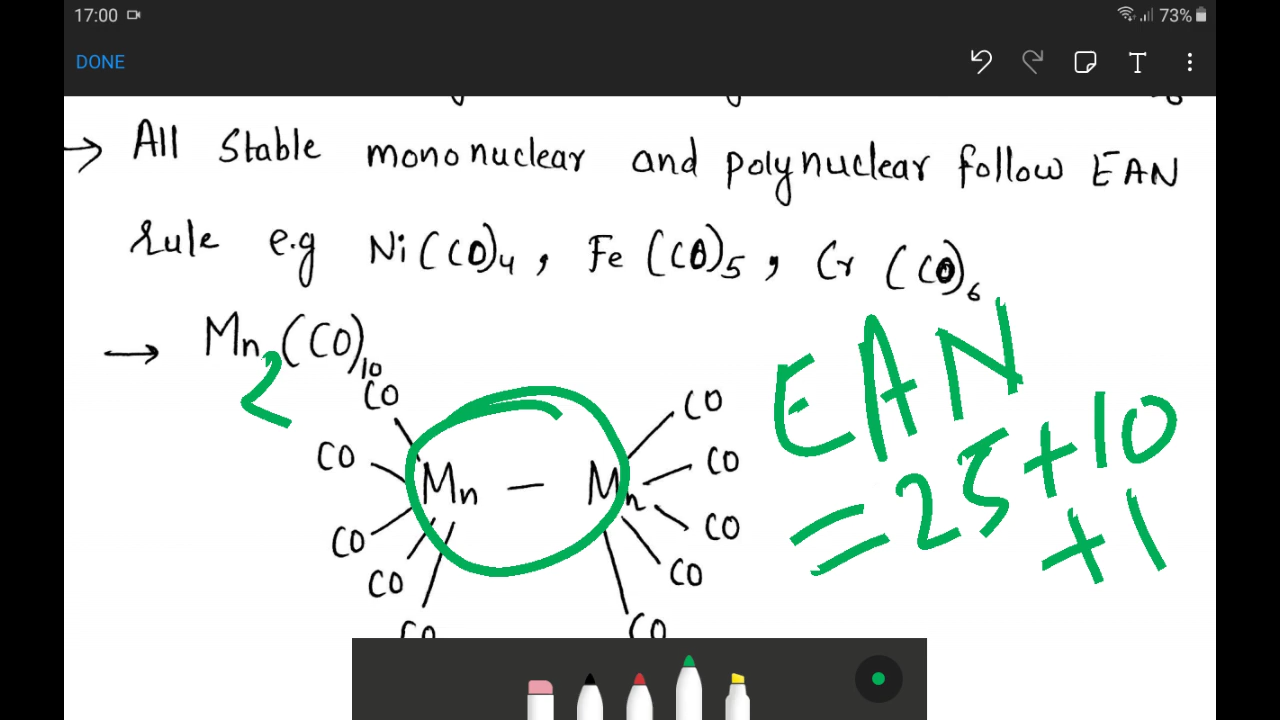 17:00 73%
DONE T
→ All Stable mononuclear and polynuclear follow EAN
rule e.g Ni(CO)4, Fe (CO)5, Cr (CO)6
→ Mn2(CO)10
EAN
= 25 + 10
+ 1
CO CO
CO CO
Mn — Mn
CO CO
CO CO
CO CO